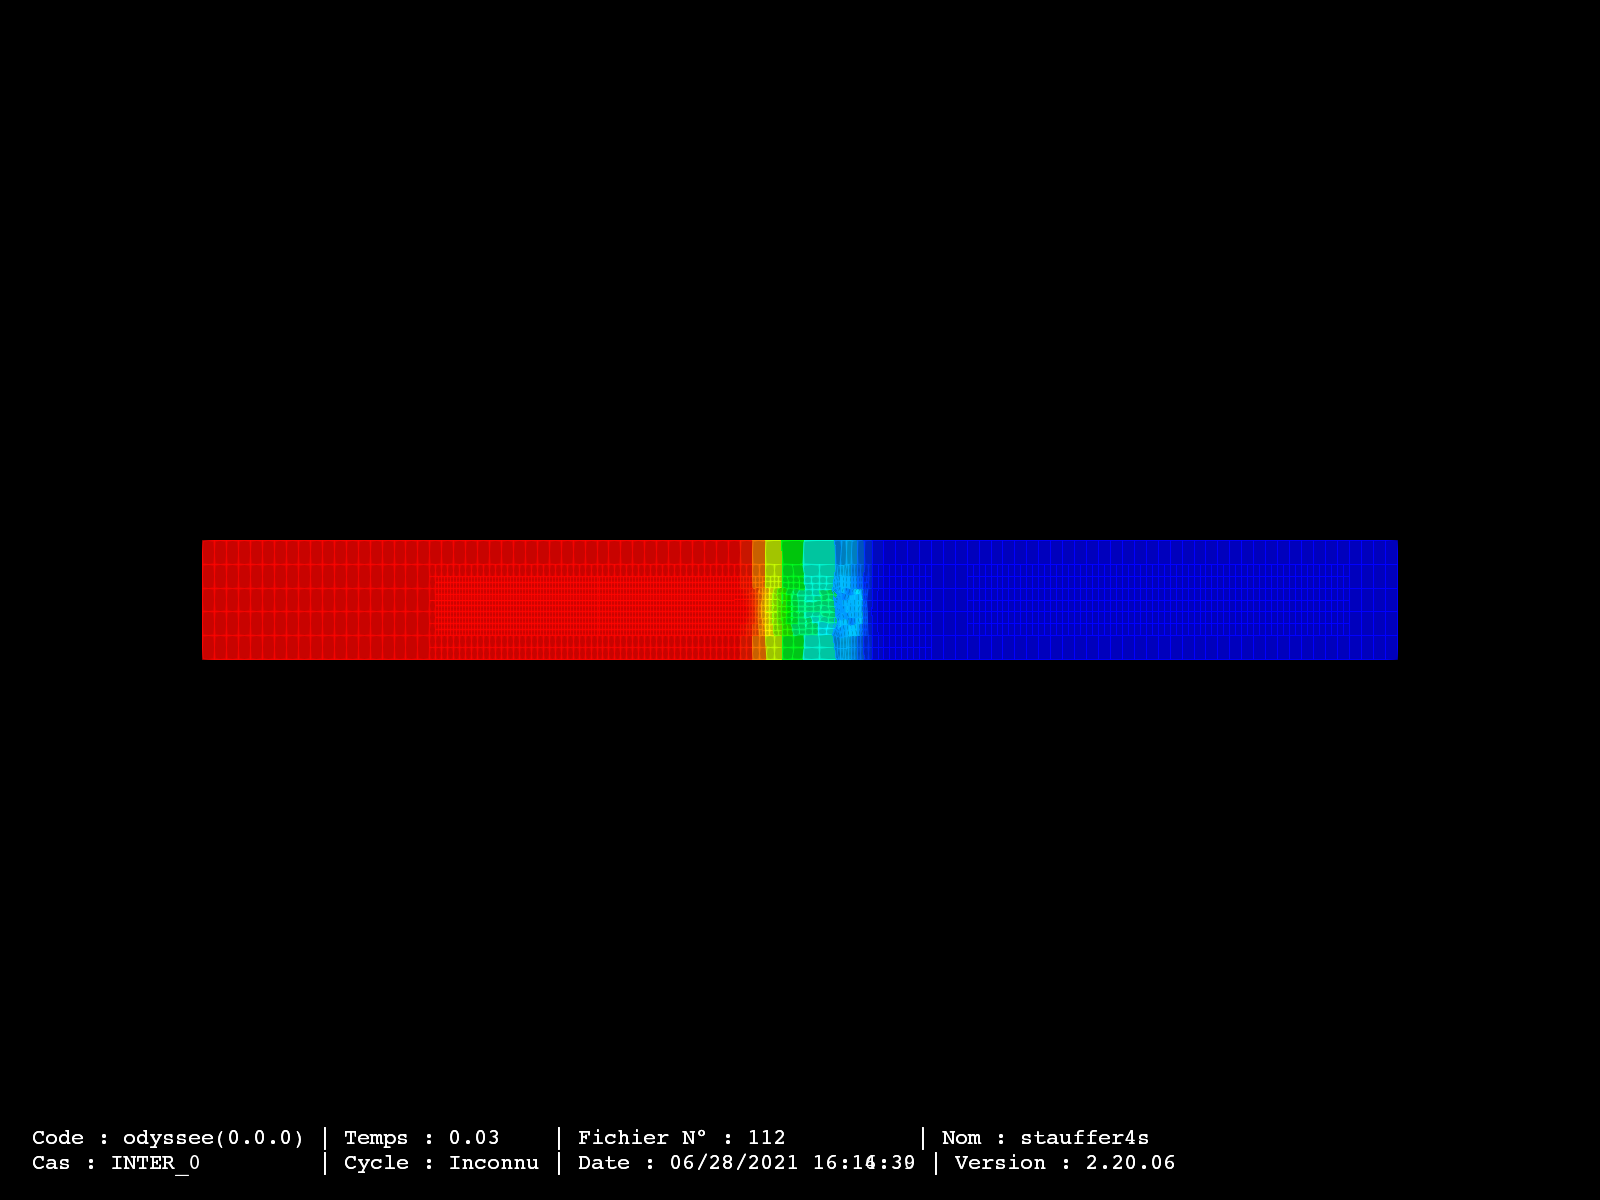 Code : odyssee(0.0.0) | Temps : 0.03 | Fichier N° : 112 | Nom : stauffer4s
Cas : INTER_0 | Cycle : Inconnu | Date : 06/28/2021 | Version : 2.20.06